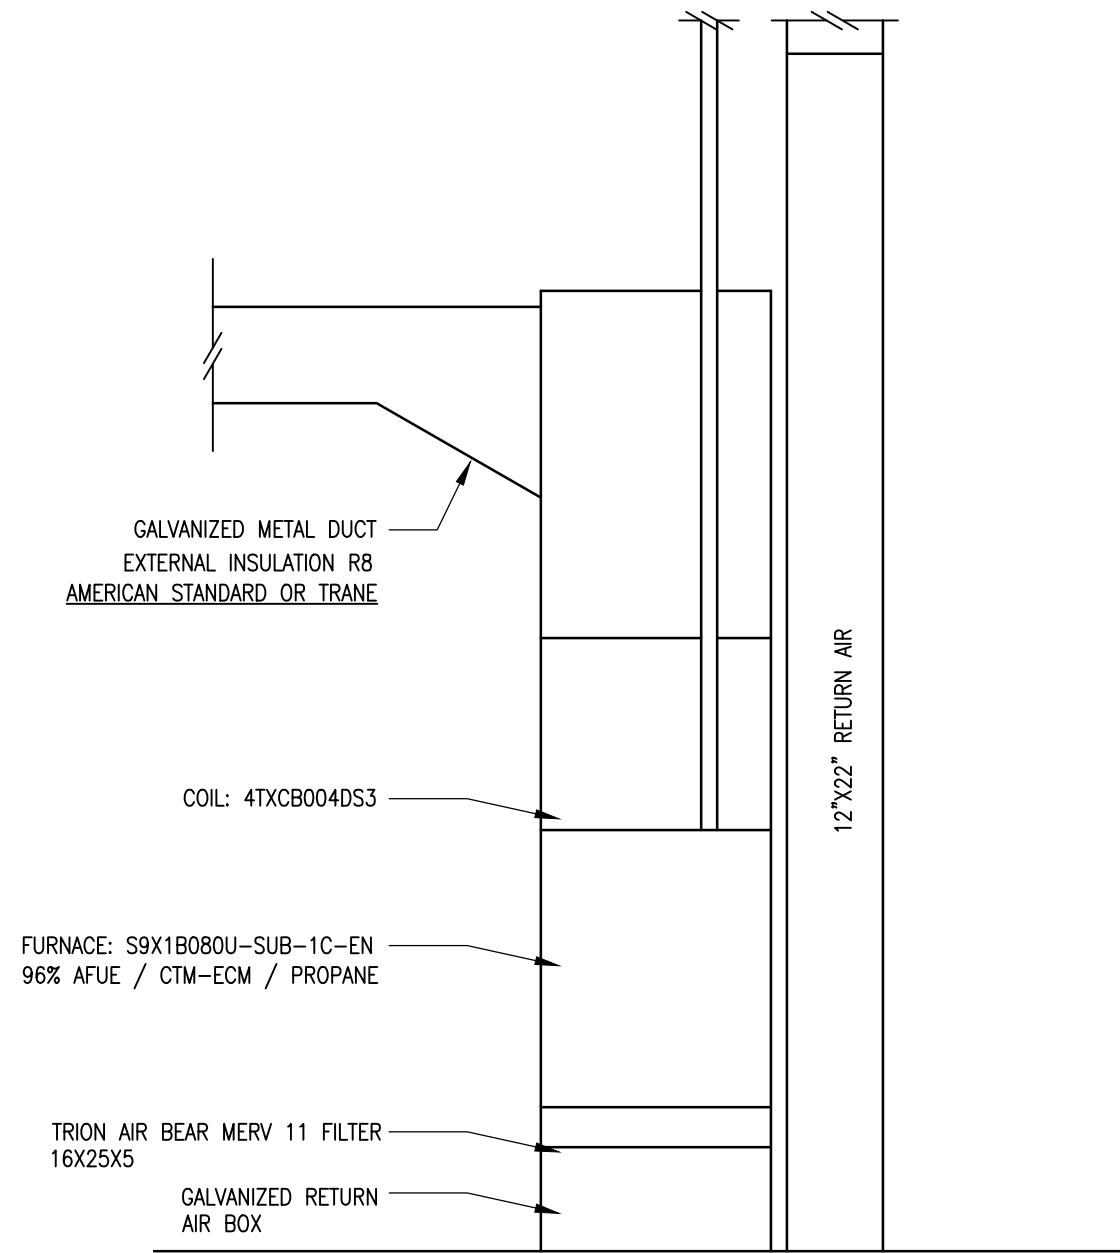 GALVANIZED METAL DUCT
EXTERNAL INSULATION R8
AMERICAN STANDARD OR TRANE
12"X22" RETURN AIR
COIL: 4TXCB004DS3
FURNACE: S9X1B080U-SUB-1C-EN
96% AFUE / CTM-ECM / PROPANE
TRION AIR BEAR MERV 11 FILTER
16X25X5
GALVANIZED RETURN
AIR BOX